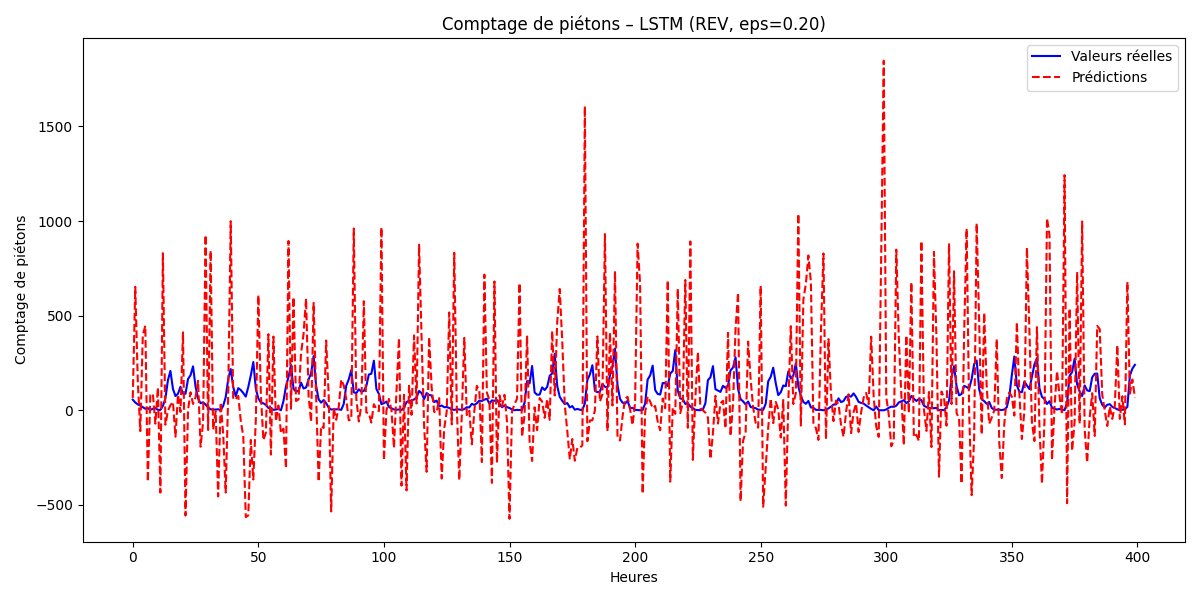 Comptage de piétons – LSTM (REV, eps=0.20)
Valeurs réelles
Prédictions
Comptage de piétons
1500
1000
500
0
−500
0 50 100 150 200 250 300 350 400
Heures